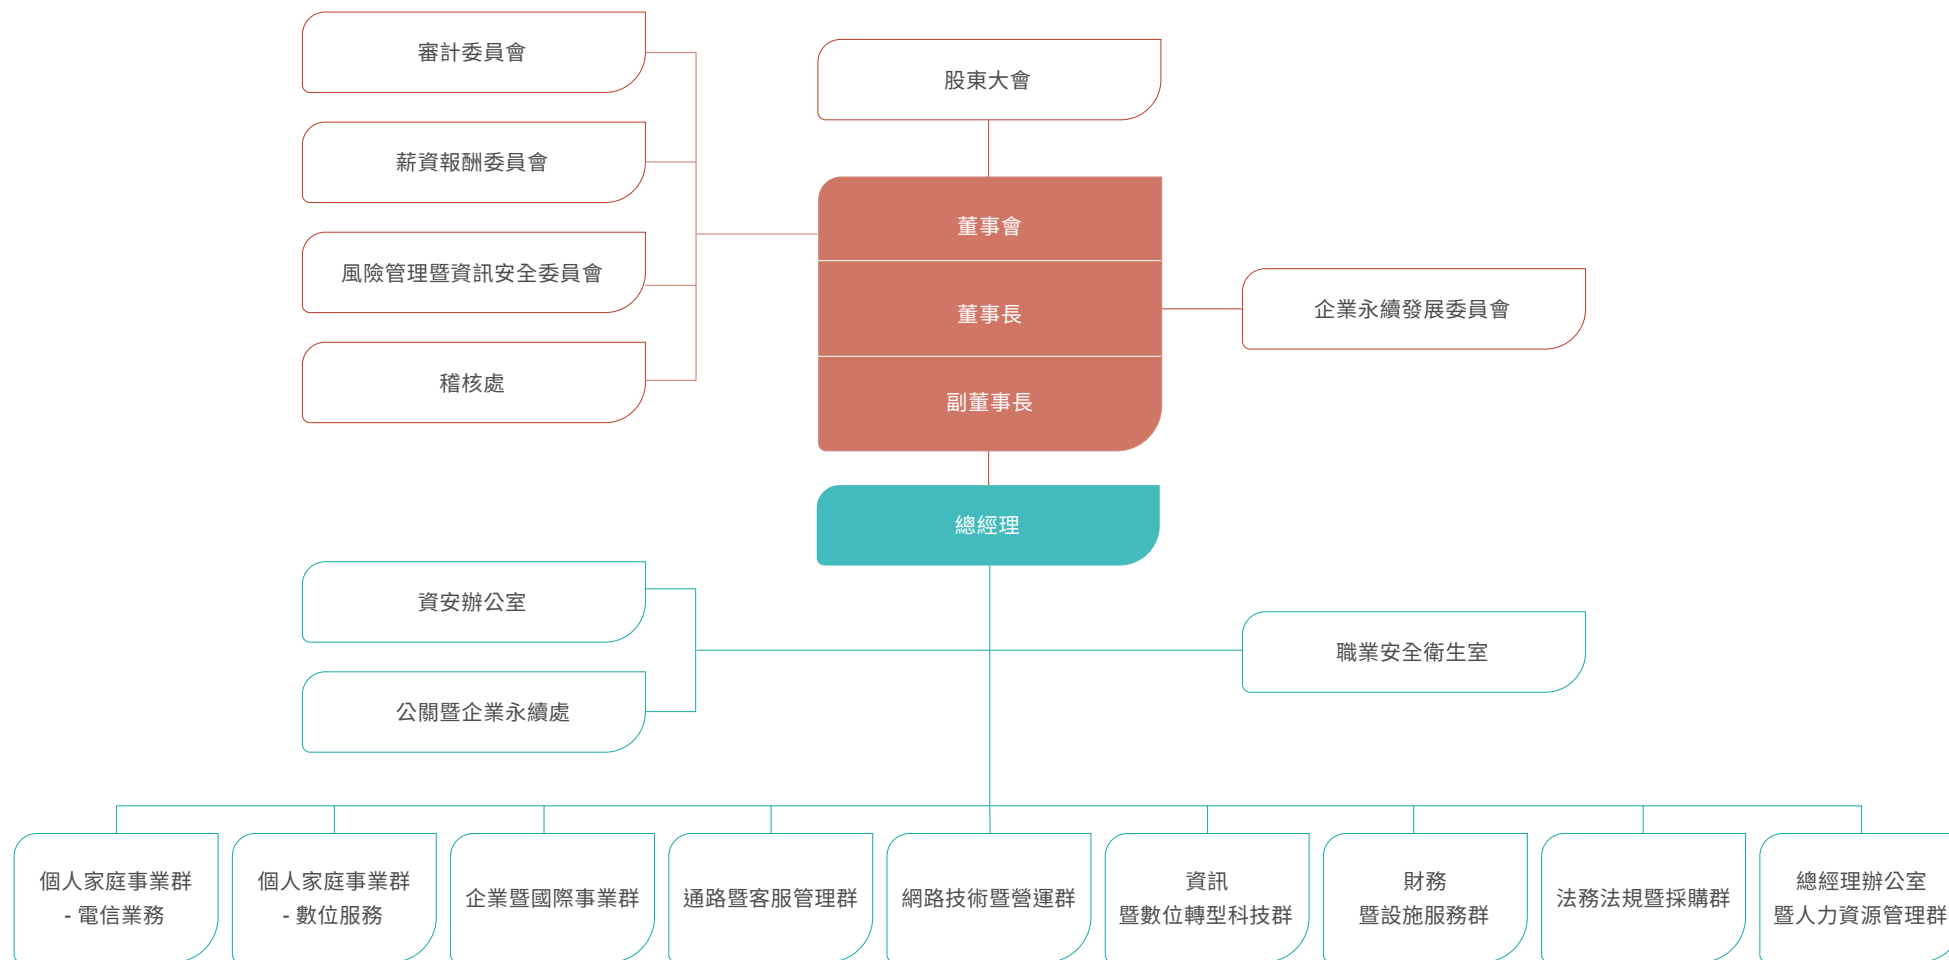 審計委員會
股東大會
薪資報酬委員會
董事會
風險管理暨資訊安全委員會
董事長
企業永續發展委員會
稽核處
副董事長
總經理
資安辦公室
職業安全衛生室
公關暨企業永續處
個人家庭事業群
- 電信業務
個人家庭事業群
- 數位服務
企業暨國際事業群
通路暨客服管理群
網路技術暨營運群
資訊
暨數位轉型科技群
財務
暨設施服務群
法務法規暨採購群
總經理辦公室
暨人力資源管理群